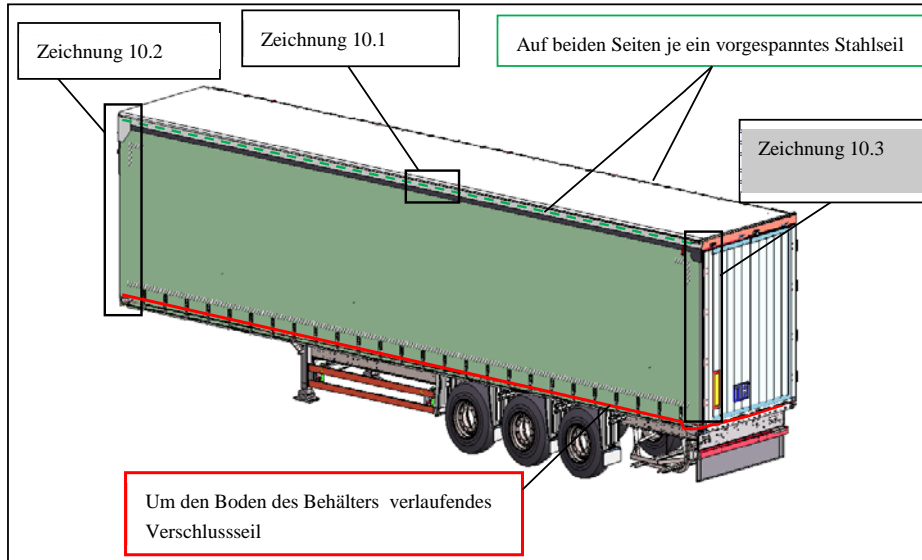 Zeichnung 10.2
Zeichnung 10.1
Auf beiden Seiten je ein vorgespanntes Stahlseil
Zeichnung 10.3
Um den Boden des Behälters verlaufendes
Verschlussseil